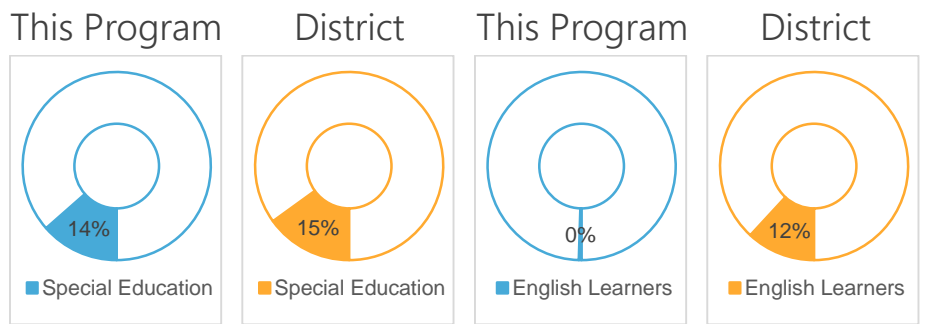 This Program
District
This Program
District
14%
15%
0%
12%
Special Education
Special Education
English Learners
English Learners